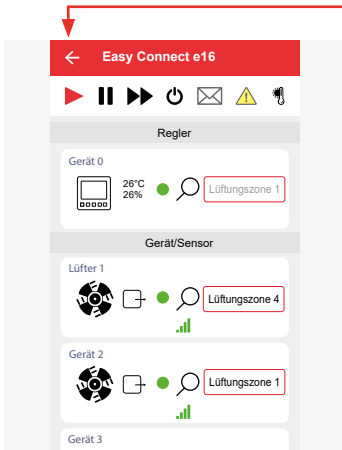 Easy Connect e16
Regler
Gerät 0
26°C
26%
Lüftungszone 1
Gerät/Sensor
Lüfter 1
Lüftungszone 4
Gerät 2
Lüftungszone 1
Gerät 3